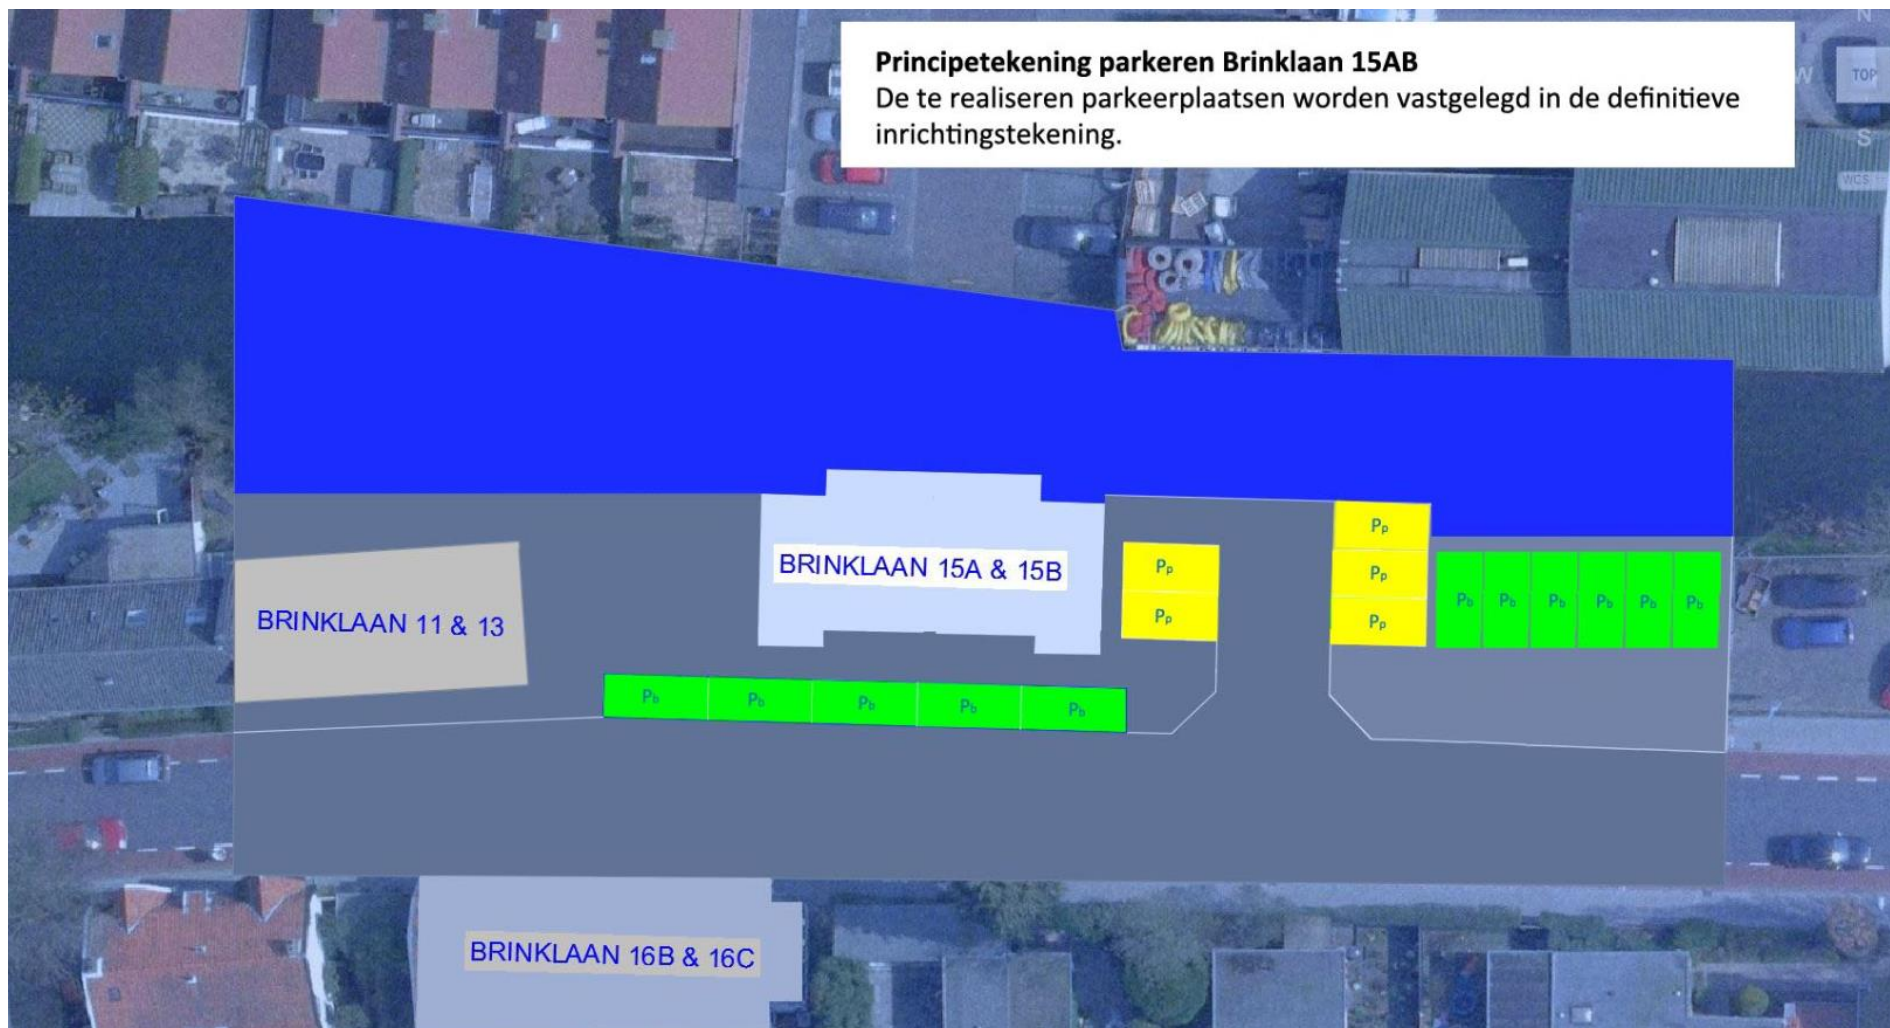 Principetekening parkeren Brinklaan 15AB
De te realiseren parkeerplaatsen worden vastgelegd in de definitieve
inrichtingstekening.
N
W
TOP
S
WCS
Pp
Pp
Pp
Pp
Pp
BRINKLAAN 15A & 15B
BRINKLAAN 11 & 13
Pb Pb Pb Pb Pb Pb
Pb Pb Pb Pb Pb
BRINKLAAN 16B & 16C